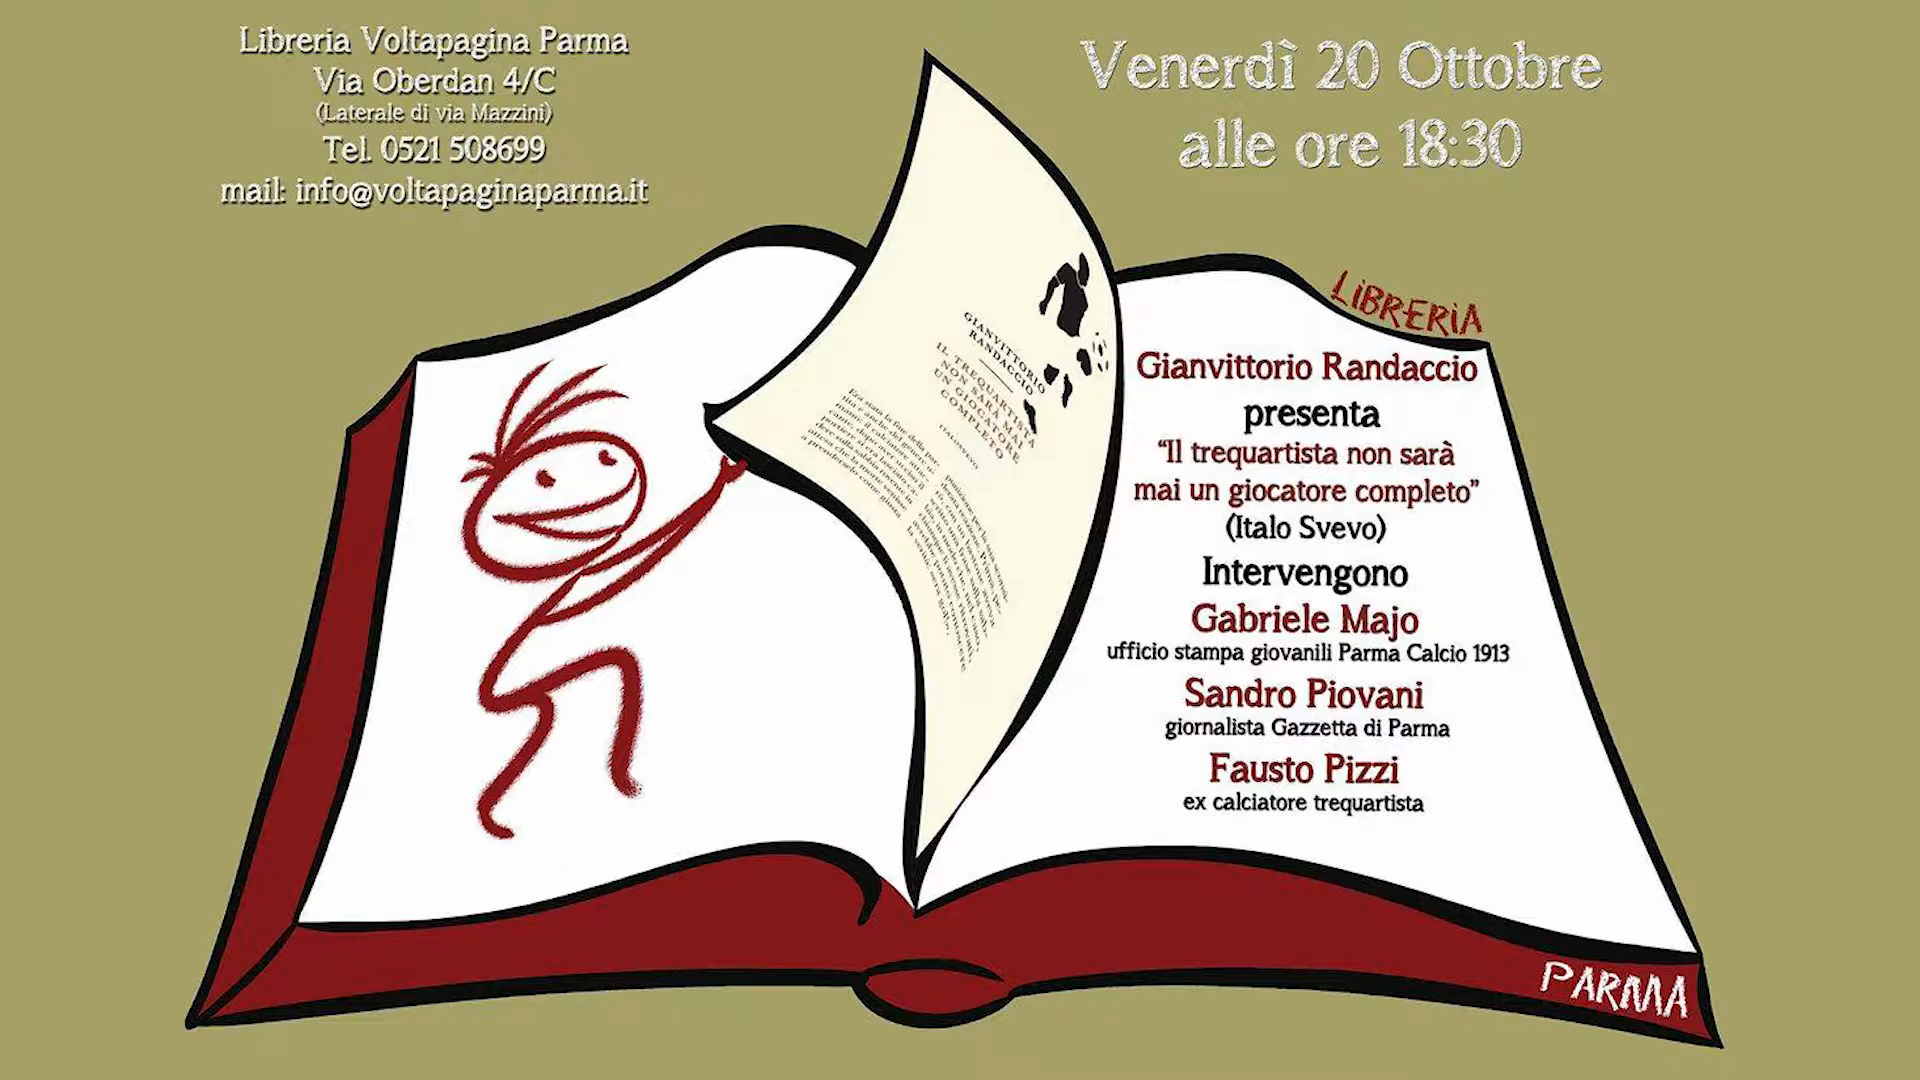 Libreria Voltapagina Parma
Via Oberdan 4/C
(Laterale di via Mazzini)
Tel. 0521 508699
mail: info@voltapaginaparma.it
Venerdì 20 Ottobre
alle ore 18:30
GIANVITTORIO
RANDACCIO
IL TREQUARTISTA
NON SARÀ MAI
UN GIOCATORE
COMPLETO
ITALOSVEVO
LiBRERiA
Gianvittorio Randaccio
presenta
“Il trequartista non sarà
mai un giocatore completo”
(Italo Svevo)
Intervengono
Gabriele Majo
ufficio stampa giovanili Parma Calcio 1913
Sandro Piovani
giornalista Gazzetta di Parma
Fausto Pizzi
ex calciatore trequartista
PARMA